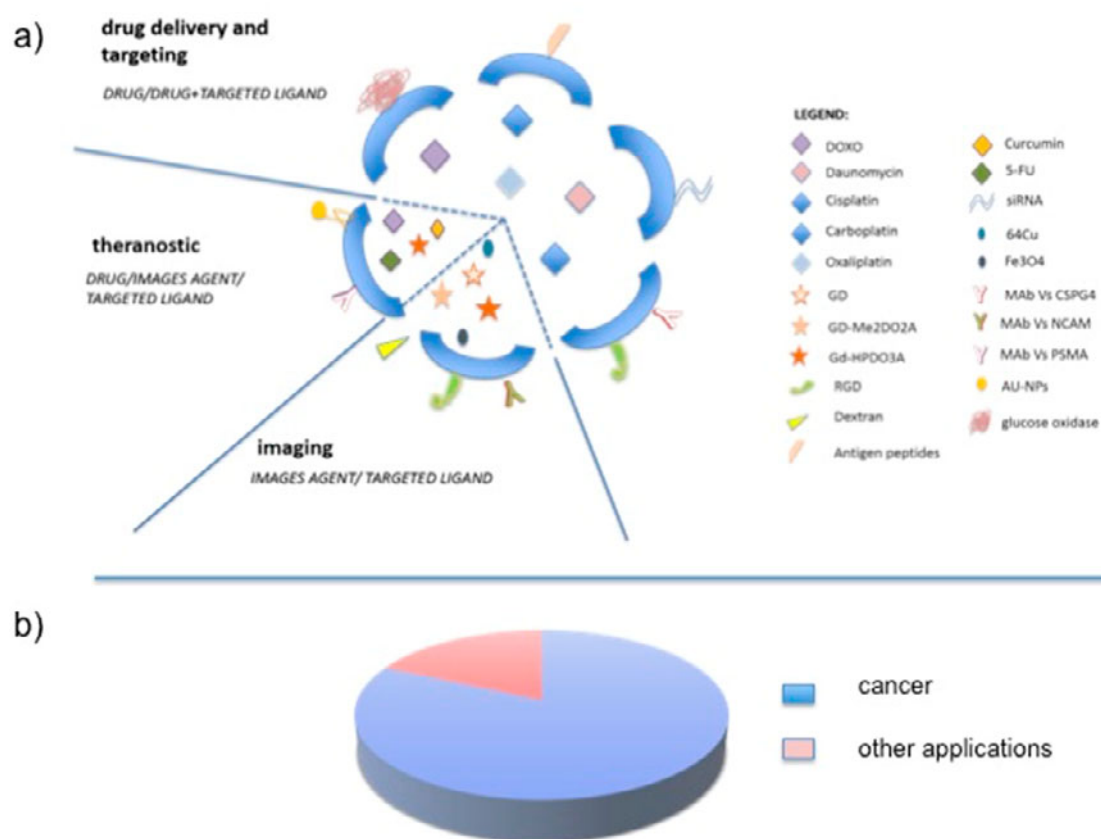 a)
drug delivery and
targeting
DRUG/DRUG+TARGETED LIGAND
theranostic
DRUG/IMAGES AGENT/
TARGETED LIGAND
imaging
IMAGES AGENT/ TARGETED LIGAND
LEGEND:
DOXO
Daunomycin
Cisplatin
Carboplatin
Oxaliplatin
GD
GD-Me2DO2A
Gd-HPDO3A
RGD
Dextran
Antigen peptides
Curcumin
5-FU
siRNA
64Cu
Fe3O4
MAb Vs CSPG4
MAb Vs NCAM
MAb Vs PSMA
AU-NPs
glucose oxidase
b)
cancer
other applications